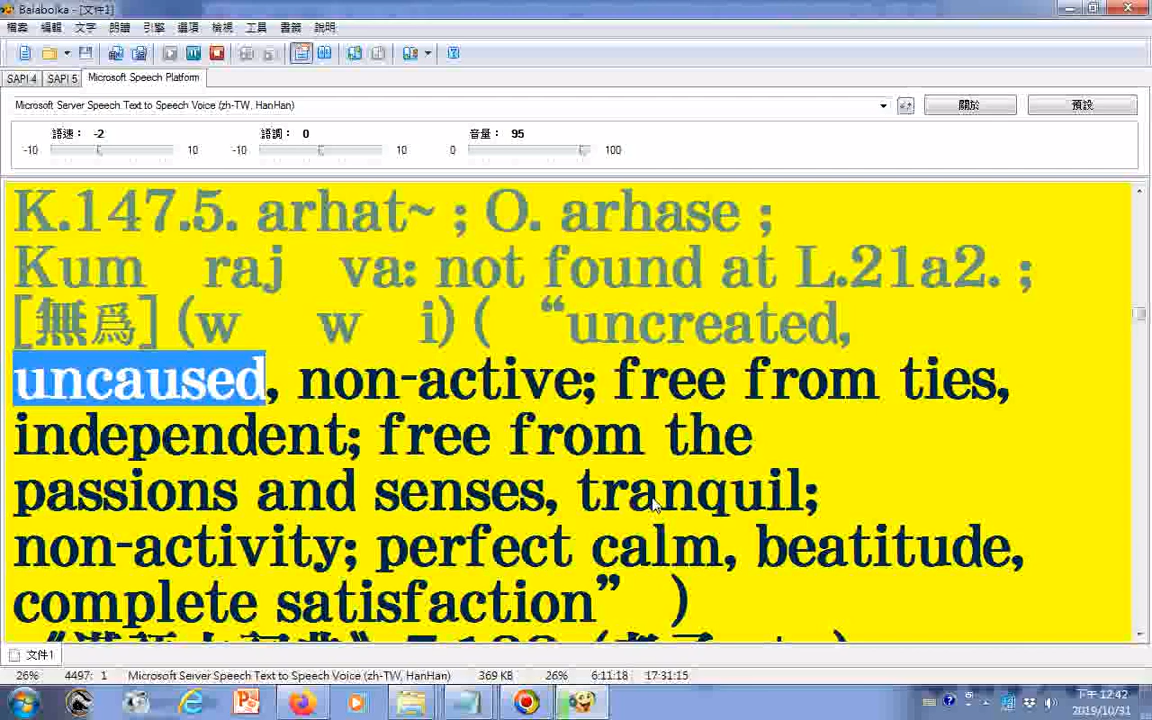 Balabolka - [文件1]
檔案 編輯 文字 朗讀 引擎 選項 檢視 工具 書籤 說明
SAPI 4 SAPI 5 Microsoft Speech Platform
Microsoft Server Speech Text to Speech Voice (zh-TW, HanHan)
關於 預設
語速： -2 語調： 0 音量： 95
-10 10 -10 10 0 100
K.147.5. arhat~ ; O. arhase ;
Kum raj va: not found at L.21a2. ;
[無爲] (w w i) ( “uncreated,
uncaused, non-active; free from ties,
independent; free from the
passions and senses, tranquil;
non-activity; perfect calm, beatitude,
complete satisfaction” )
文件1
26% 4497: 1 Microsoft Server Speech Text to Speech Voice (zh-TW, HanHan) 369 KB 26% 6:11:18 17:31:15
下午 12:42
2019/10/31